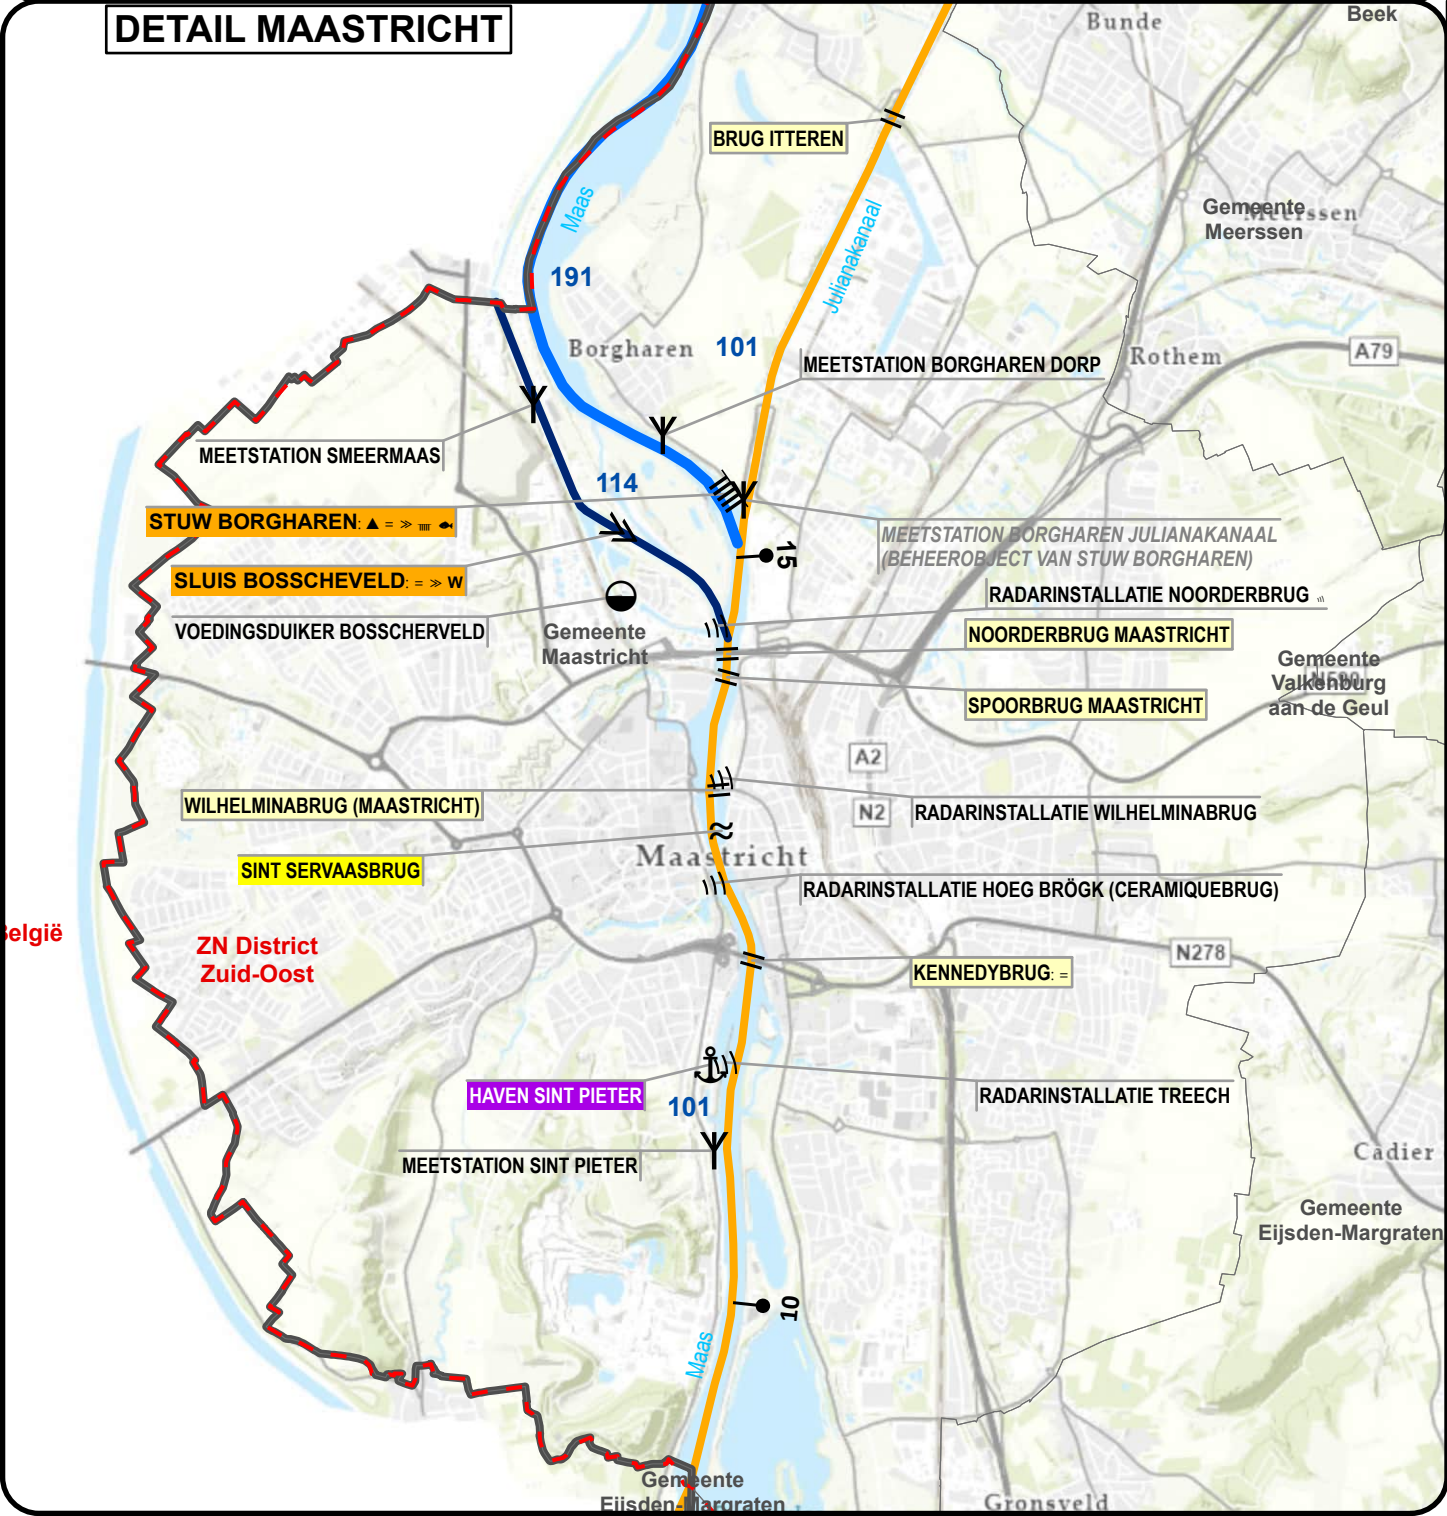 DETAIL MAASTRICHT
Beek
Bunde
BRUG ITTEREN
Maas
Julianakanaal
Gemeente
Meerssen
Meerssen
191
Borgharen
101
MEETSTATION BORGHAREN DORP
Rothem
A79
MEETSTATION SMEERMAAS
114
STUW BORGHAREN: ▲ = >>
MEETSTATION BORGHAREN JULIANAKANAAL
(BEHEEROBJECT VAN STUW BORGHAREN)
15
SLUIS BOSSCHEVELD: = >> W
RADARINSTALLATIE NOORDERBRUG
VOEDINGSDUIKER BOSSCHERVELD
Gemeente
Maastricht
NOORDERBRUG MAASTRICHT
Gemeente
Valkenburg
aan de Geul
SPOORBRUG MAASTRICHT
A2
WILHELMINABRUG (MAASTRICHT)
N2
RADARINSTALLATIE WILHELMINABRUG
Maastricht
SINT SERVAASBRUG
RADARINSTALLATIE HOEG BRÖGK (CERAMIQUEBRUG)
België
ZN District
Zuid-Oost
N278
KENNEDYBRUG: =
HAVEN SINT PIETER
101
RADARINSTALLATIE TREECH
MEETSTATION SINT PIETER
Cadier
Gemeente
Eijsden-Margraten
10
Maas
Gemeente
Eijsden-Margraten
Gronsveld